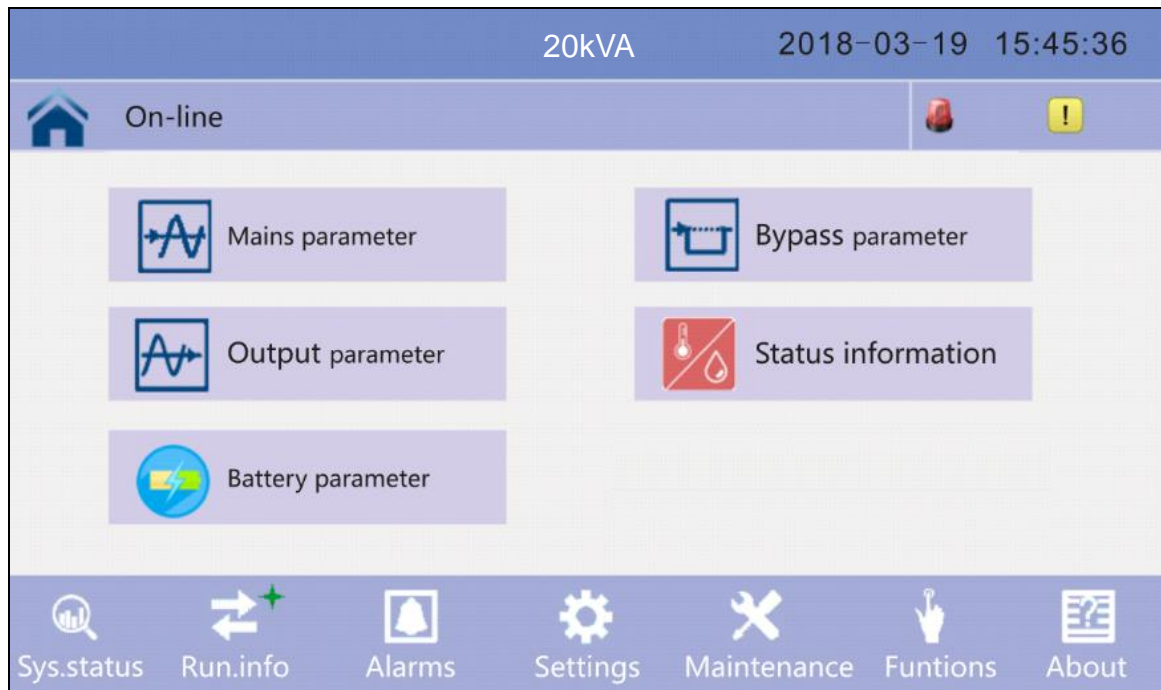 20kVA 2018-03-19 15:45:36
On-line !
Mains parameter
Bypass parameter
Output parameter
Status information
Battery parameter
Sys.status Run.info Alarms Settings Maintenance Funtions About